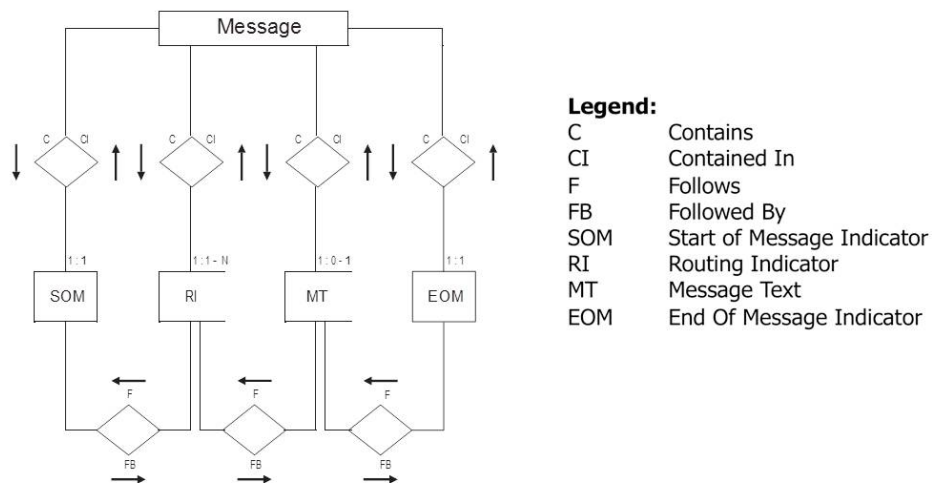 Message
C CI C CI C CI C CI
1:1 1:1-N 1:0-1 1:1
SOM RI MT EOM
F F F
FB FB FB
Legend:
C Contains
CI Contained In
F Follows
FB Followed By
SOM Start of Message Indicator
RI Routing Indicator
MT Message Text
EOM End Of Message Indicator